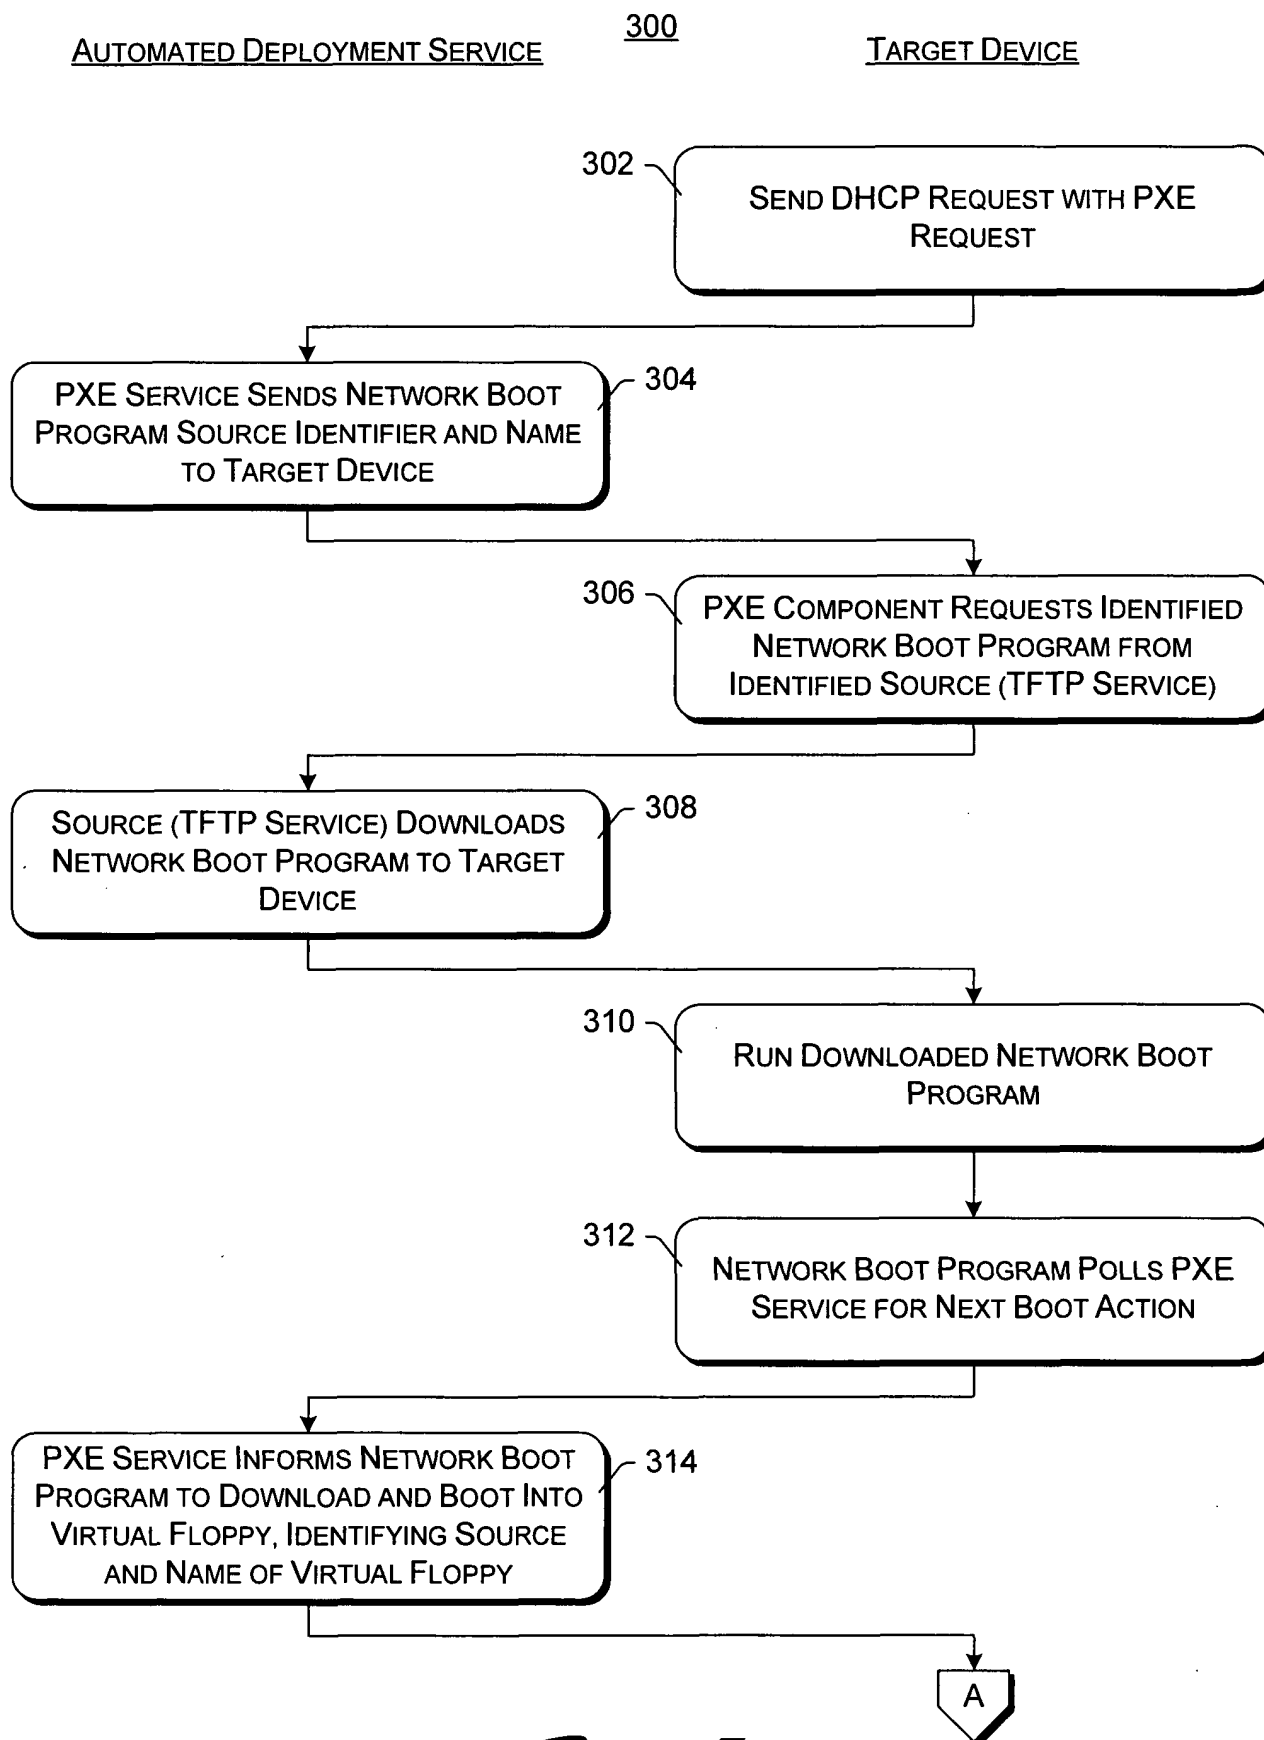 300
AUTOMATED DEPLOYMENT SERVICE
TARGET DEVICE
302
SEND DHCP REQUEST WITH PXE
REQUEST
PXE SERVICE SENDS NETWORK BOOT
PROGRAM SOURCE IDENTIFIER AND NAME
TO TARGET DEVICE
304
306
PXE COMPONENT REQUESTS IDENTIFIED
NETWORK BOOT PROGRAM FROM
IDENTIFIED SOURCE (TFTP SERVICE)
SOURCE (TFTP SERVICE) DOWNLOADS
NETWORK BOOT PROGRAM TO TARGET
DEVICE
308
310
RUN DOWNLOADED NETWORK BOOT
PROGRAM
312
NETWORK BOOT PROGRAM POLLS PXE
SERVICE FOR NEXT BOOT ACTION
PXE SERVICE INFORMS NETWORK BOOT
PROGRAM TO DOWNLOAD AND BOOT INTO
VIRTUAL FLOPPY, IDENTIFYING SOURCE
AND NAME OF VIRTUAL FLOPPY
314
A